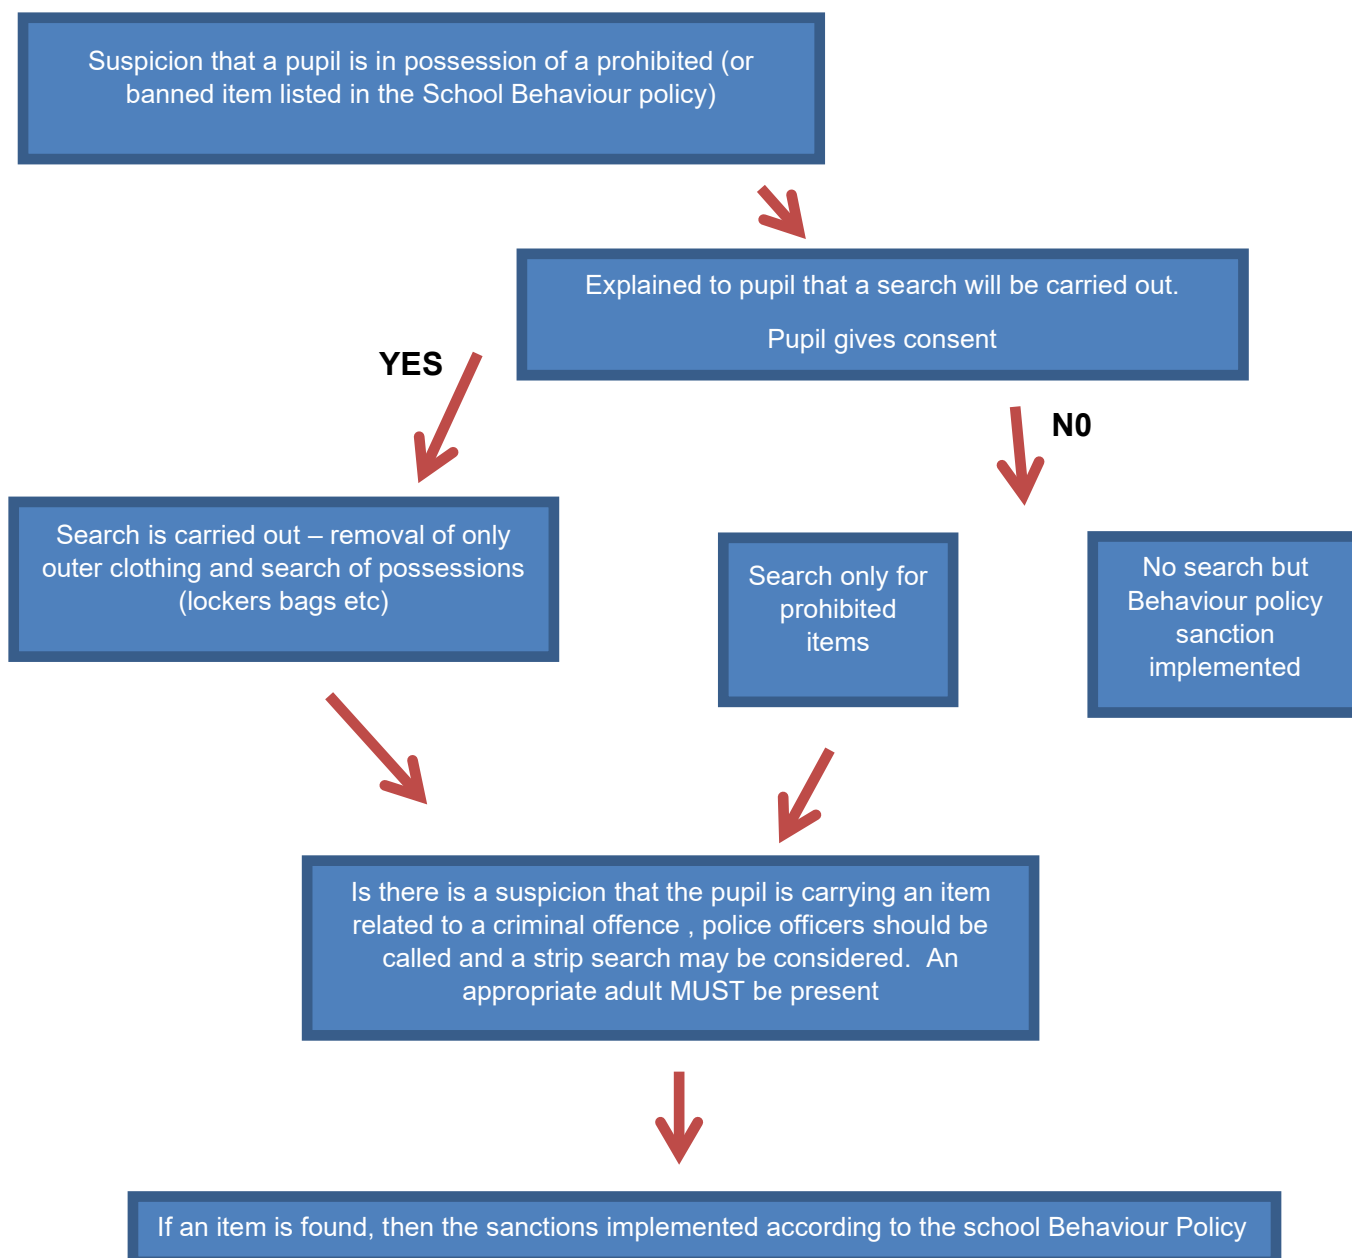 Suspicion that a pupil is in possession of a prohibited (or
banned item listed in the School Behaviour policy)
Explained to pupil that a search will be carried out.
Pupil gives consent
YES
N0
Search is carried out – removal of only
outer clothing and search of possessions
(lockers bags etc)
Search only for
prohibited
items
No search but
Behaviour policy
sanction
implemented
Is there is a suspicion that the pupil is carrying an item
related to a criminal offence , police officers should be
called and a strip search may be considered.  An
appropriate adult MUST be present
If an item is found, then the sanctions implemented according to the school Behaviour Policy